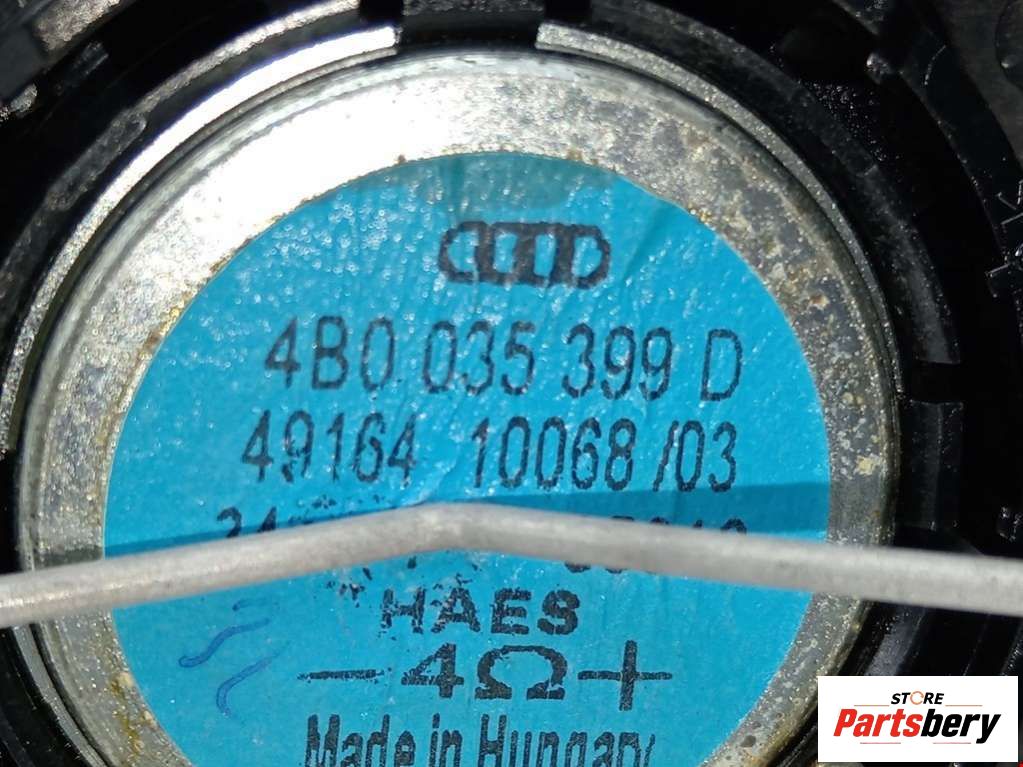 4B0 035 399 D
49164 10068/03
HAES
-4Ω+
Made in Hungary
STORE
Partsbery